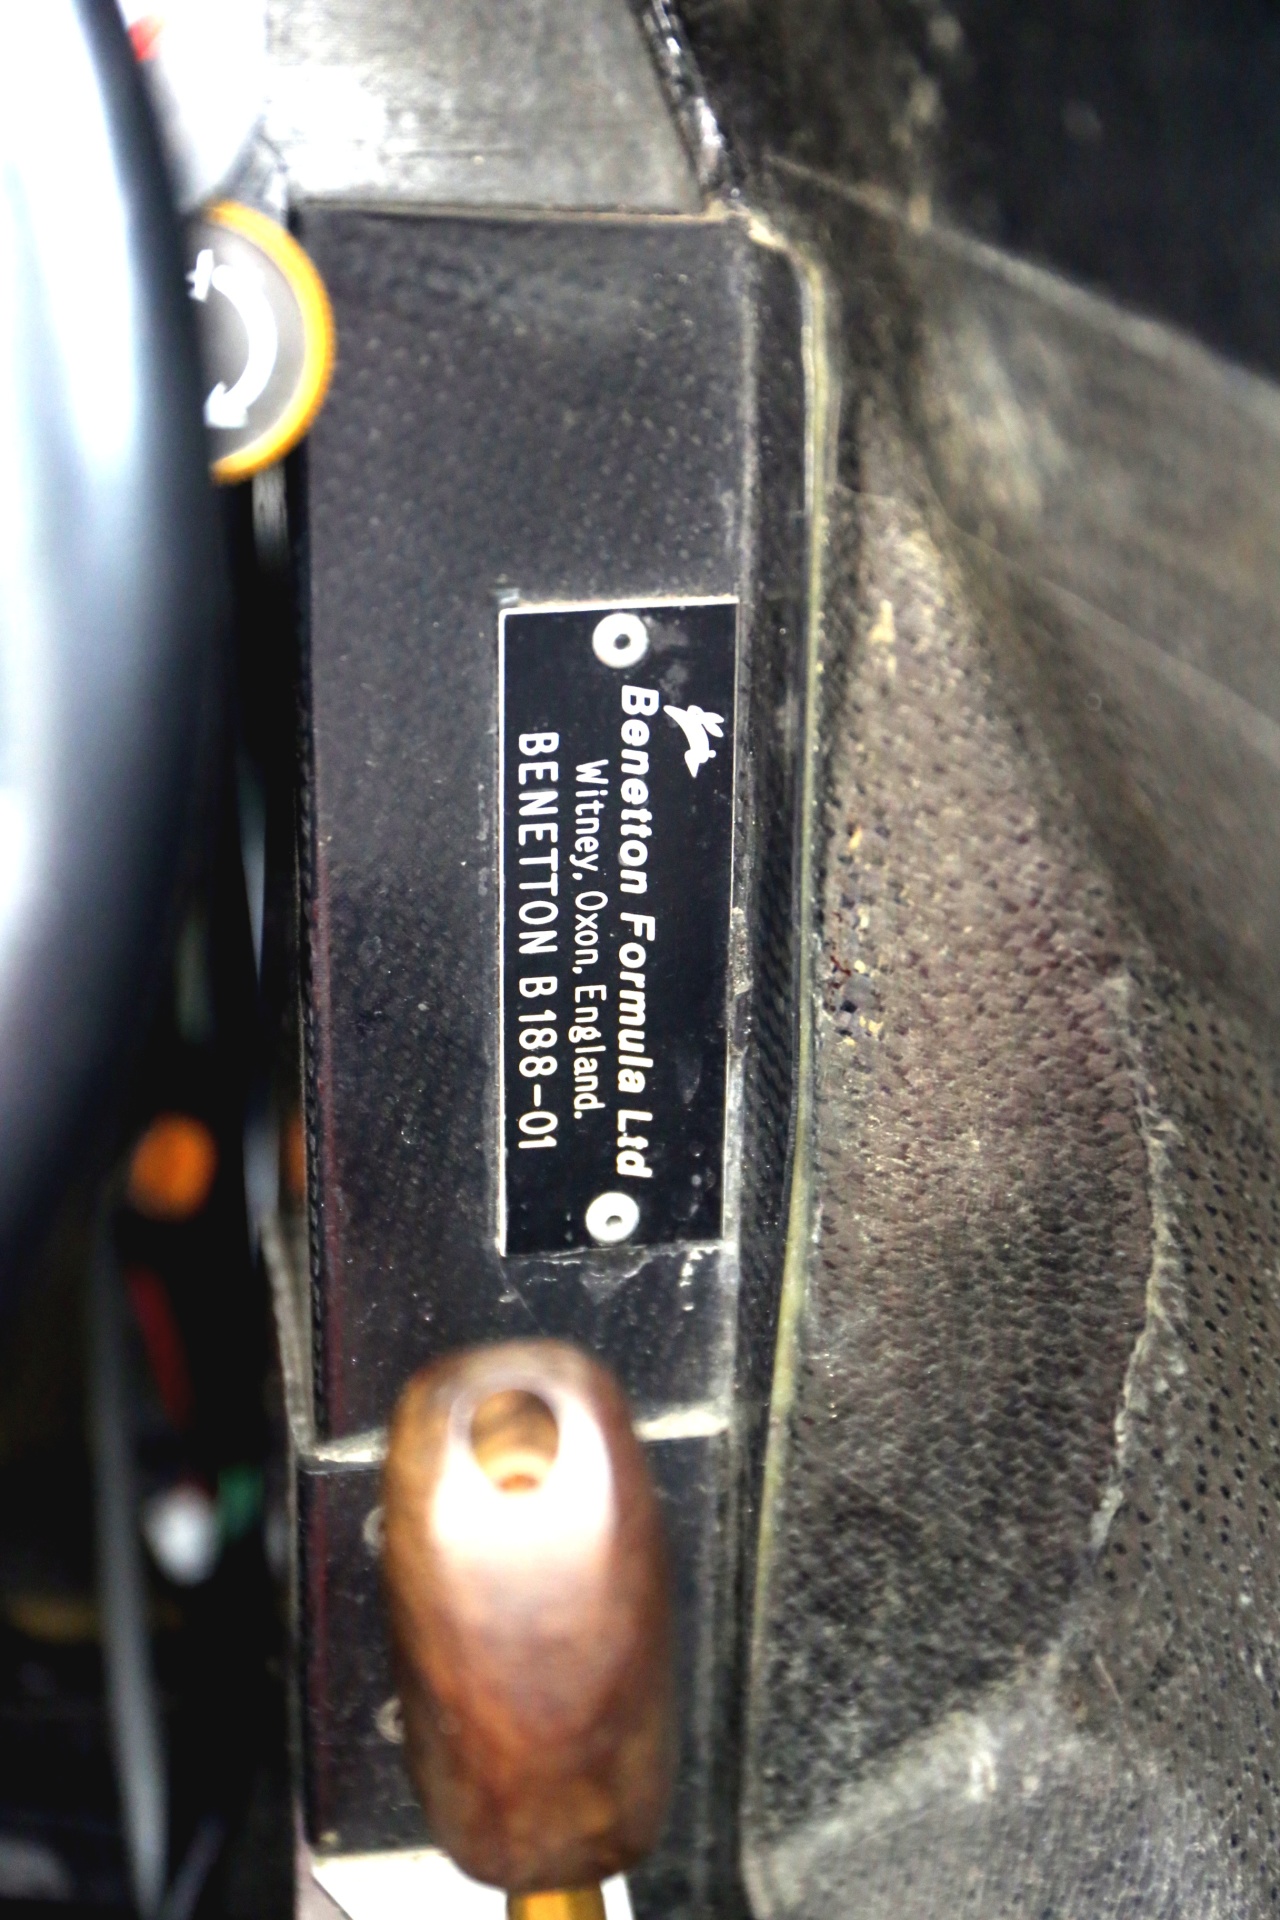 Benetton Formula Ltd
Witney, Oxon, England.
BENETTON B188-01